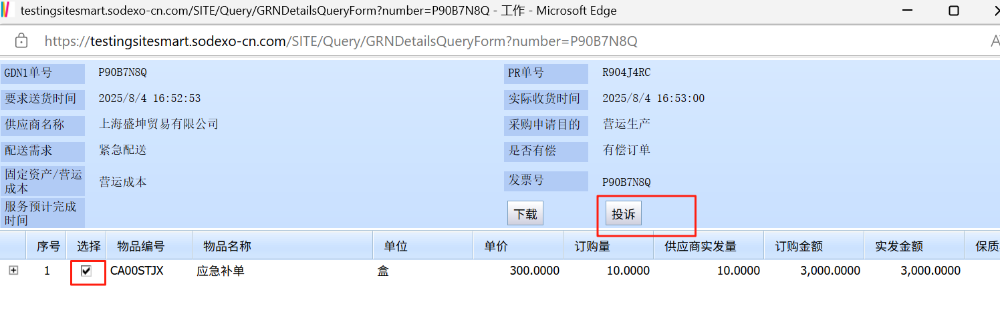 testingsitesmart.sodexo-cn.com/SITE/Query/GRNDetailsQueryForm?number=P90B7N8Q - 工作 - Microsoft Edge
https://testingsitesmart.sodexo-cn.com/SITE/Query/GRNDetailsQueryForm?number=P90B7N8Q
GDN1单号 P90B7N8Q PR单号 R904J4RC
要求送货时间 2025/8/4 16:52:53 实际收货时间 2025/8/4 16:53:00
供应商名称 上海盛坤贸易有限公司 采购申请目的 营运生产
配送需求 紧急配送 是否有偿 有偿订单
固定资产/营运
成本 营运成本 发票号 P90B7N8Q
服务预计完成
时间 下载 投诉
序号 选择 物品编号 物品名称 单位 单价 订购量 供应商实发量 订购金额 实发金额 保质
1 CA00STJX 应急补单 盒 300.0000 10.0000 10.0000 3,000.0000 3,000.0000